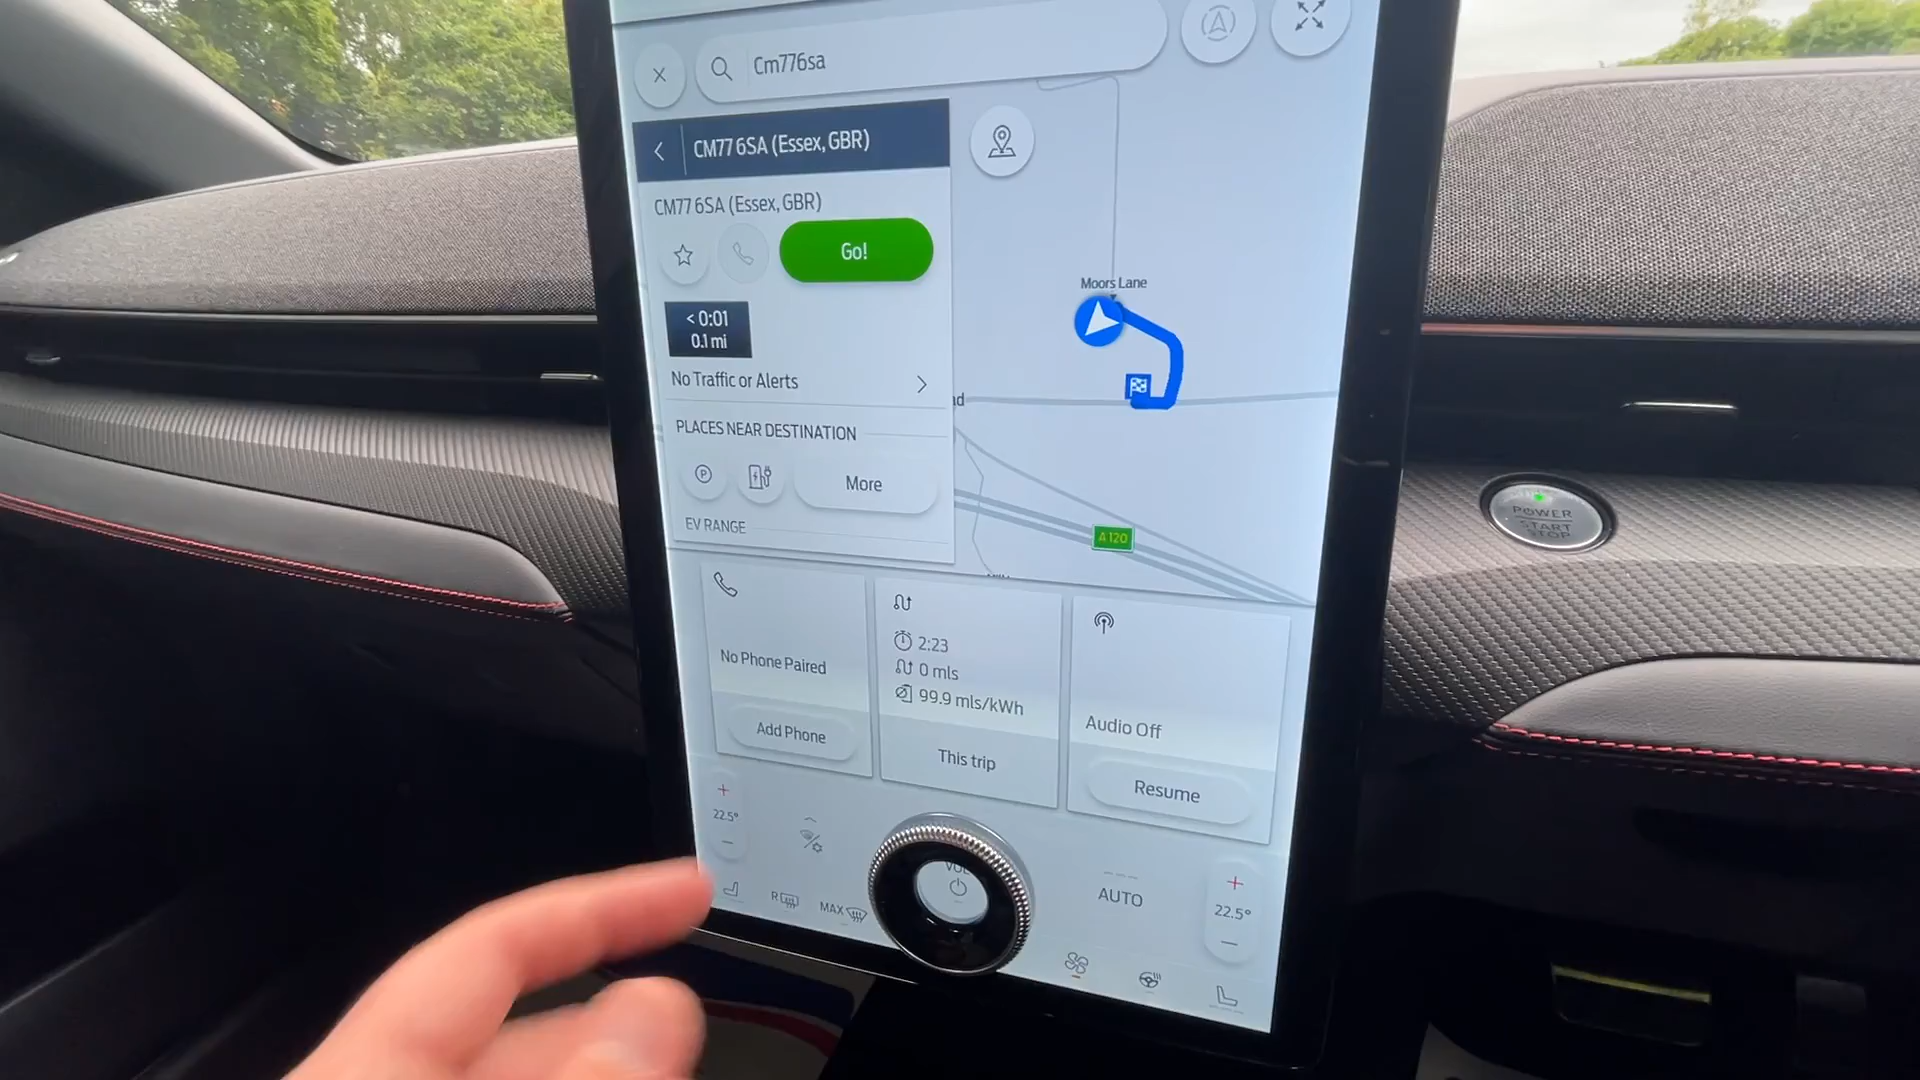 Cm776sa
CM77 6SA (Essex, GBR)
CM77 6SA (Essex, GBR)
Go!
< 0:01
0.1 mi
No Traffic or Alerts
PLACES NEAR DESTINATION
P
More
EV RANGE
Moors Lane
nd
A120
No Phone Paired
Add Phone
2:23
0 mls
99.9 mls/kWh
This trip
Audio Off
Resume
+
22.5°
−
R
MAX
VOL
AUTO
+
22.5°
−
POWER
START
STOP